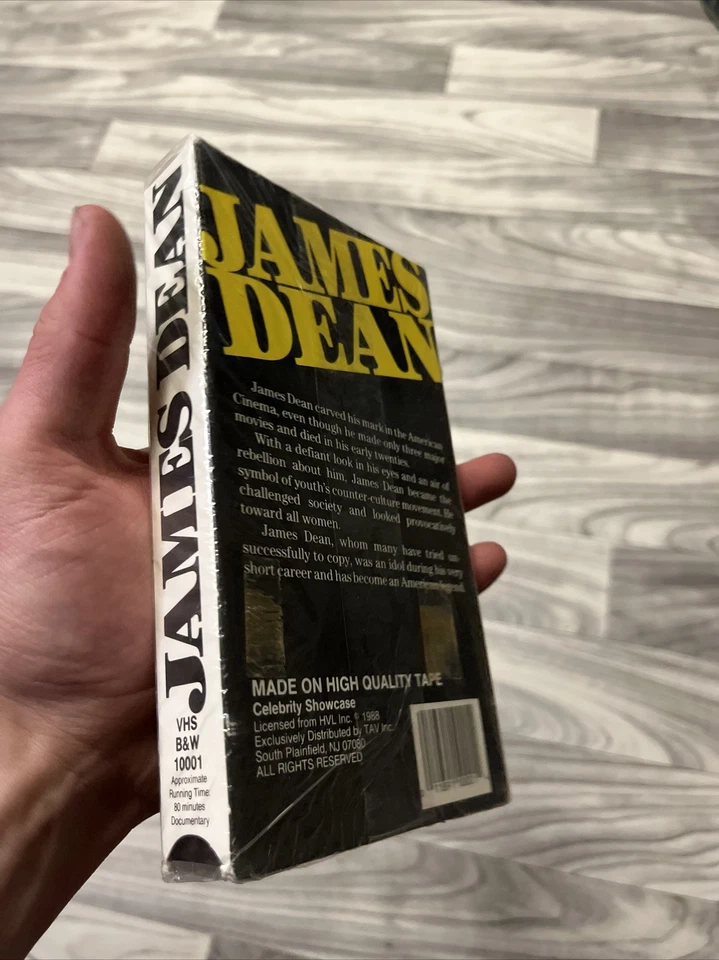 JAMES DEAN
VHS
B&W
10001
Approximate
Running Time:
80 minutes
Documentary
JAMES
DEAN
James Dean carved his mark in the American
Cinema, even though he made only three major
movies and died in his early twenties.
With a defiant look in his eyes and an air of
rebellion about him, James Dean became the
symbol of youth's counter-culture movement. He
challenged society and looked provocatively
toward all women.
James Dean, whom many have tried un-
successfully to copy, was an idol during his very
short career and has become an American legend.
MADE ON HIGH QUALITY TAPE
Celebrity Showcase
Licensed from HVL Inc. © 1988
Exclusively Distributed by TAV Inc.
South Plainfield, NJ 07080
ALL RIGHTS RESERVED